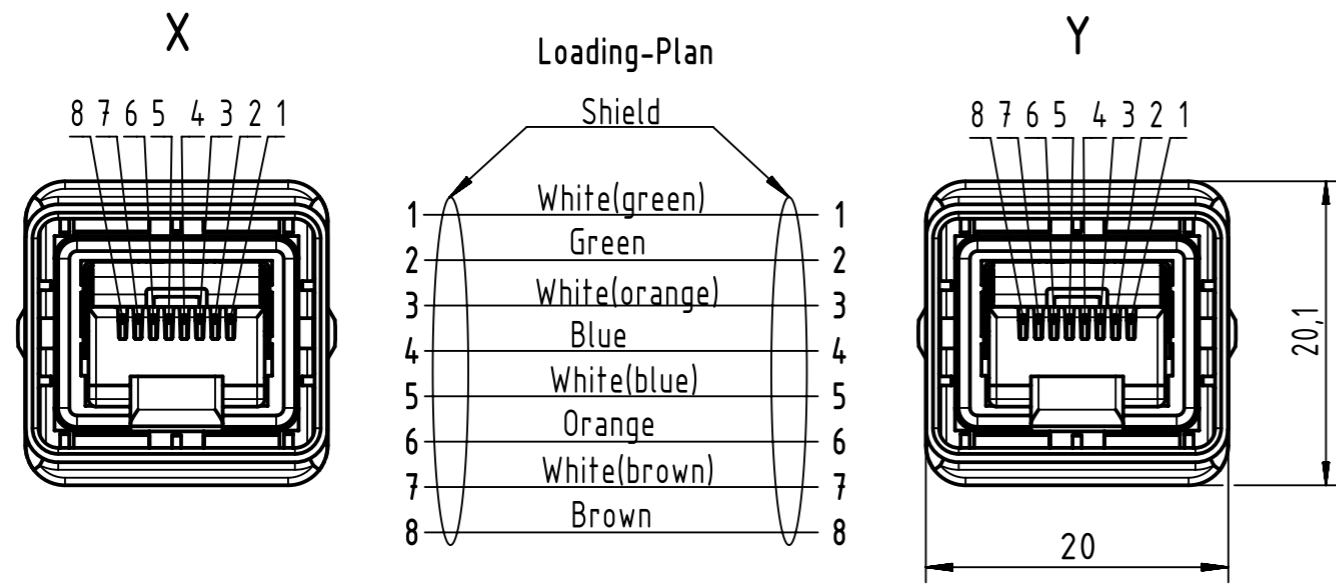 X
Loading-Plan
Y
8 7 6 5 4 3 2 1
Shield
8 7 6 5 4 3 2 1
1 White(green) 1
2 Green 2
3 White(orange) 3
4 Blue 4
5 White(blue) 5
6 Orange 6
7 White(brown) 7
8 Brown 8
20,1
20